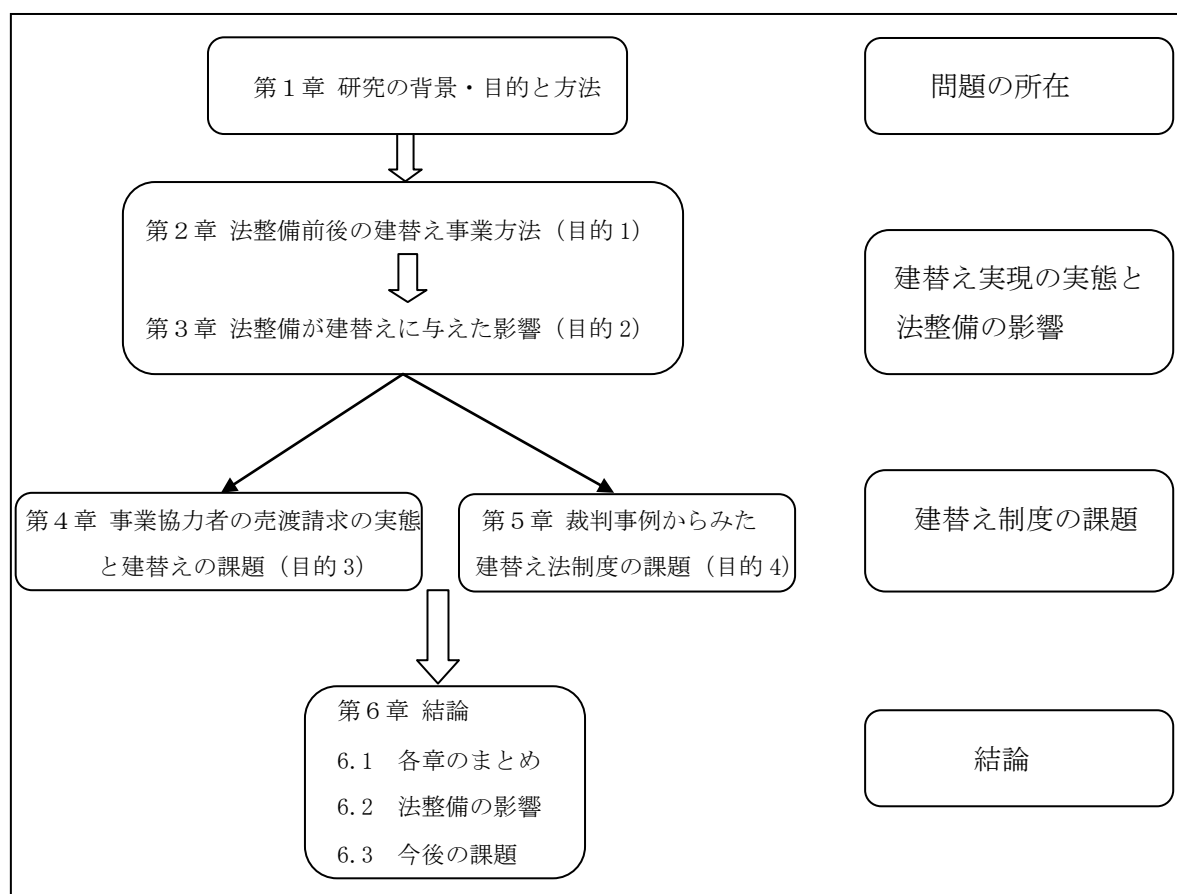 第１章 研究の背景・目的と方法
問題の所在
第２章 法整備前後の建替え事業方法（目的1）
第３章 法整備が建替えに与えた影響（目的2）
建替え実現の実態と
法整備の影響
第４章 事業協力者の売渡請求の実態
と建替えの課題（目的3）
第５章 裁判事例からみた
建替え法制度の課題（目的4）
建替え制度の課題
第６章 結論
6.1 各章のまとめ
6.2 法整備の影響
6.3 今後の課題
結論